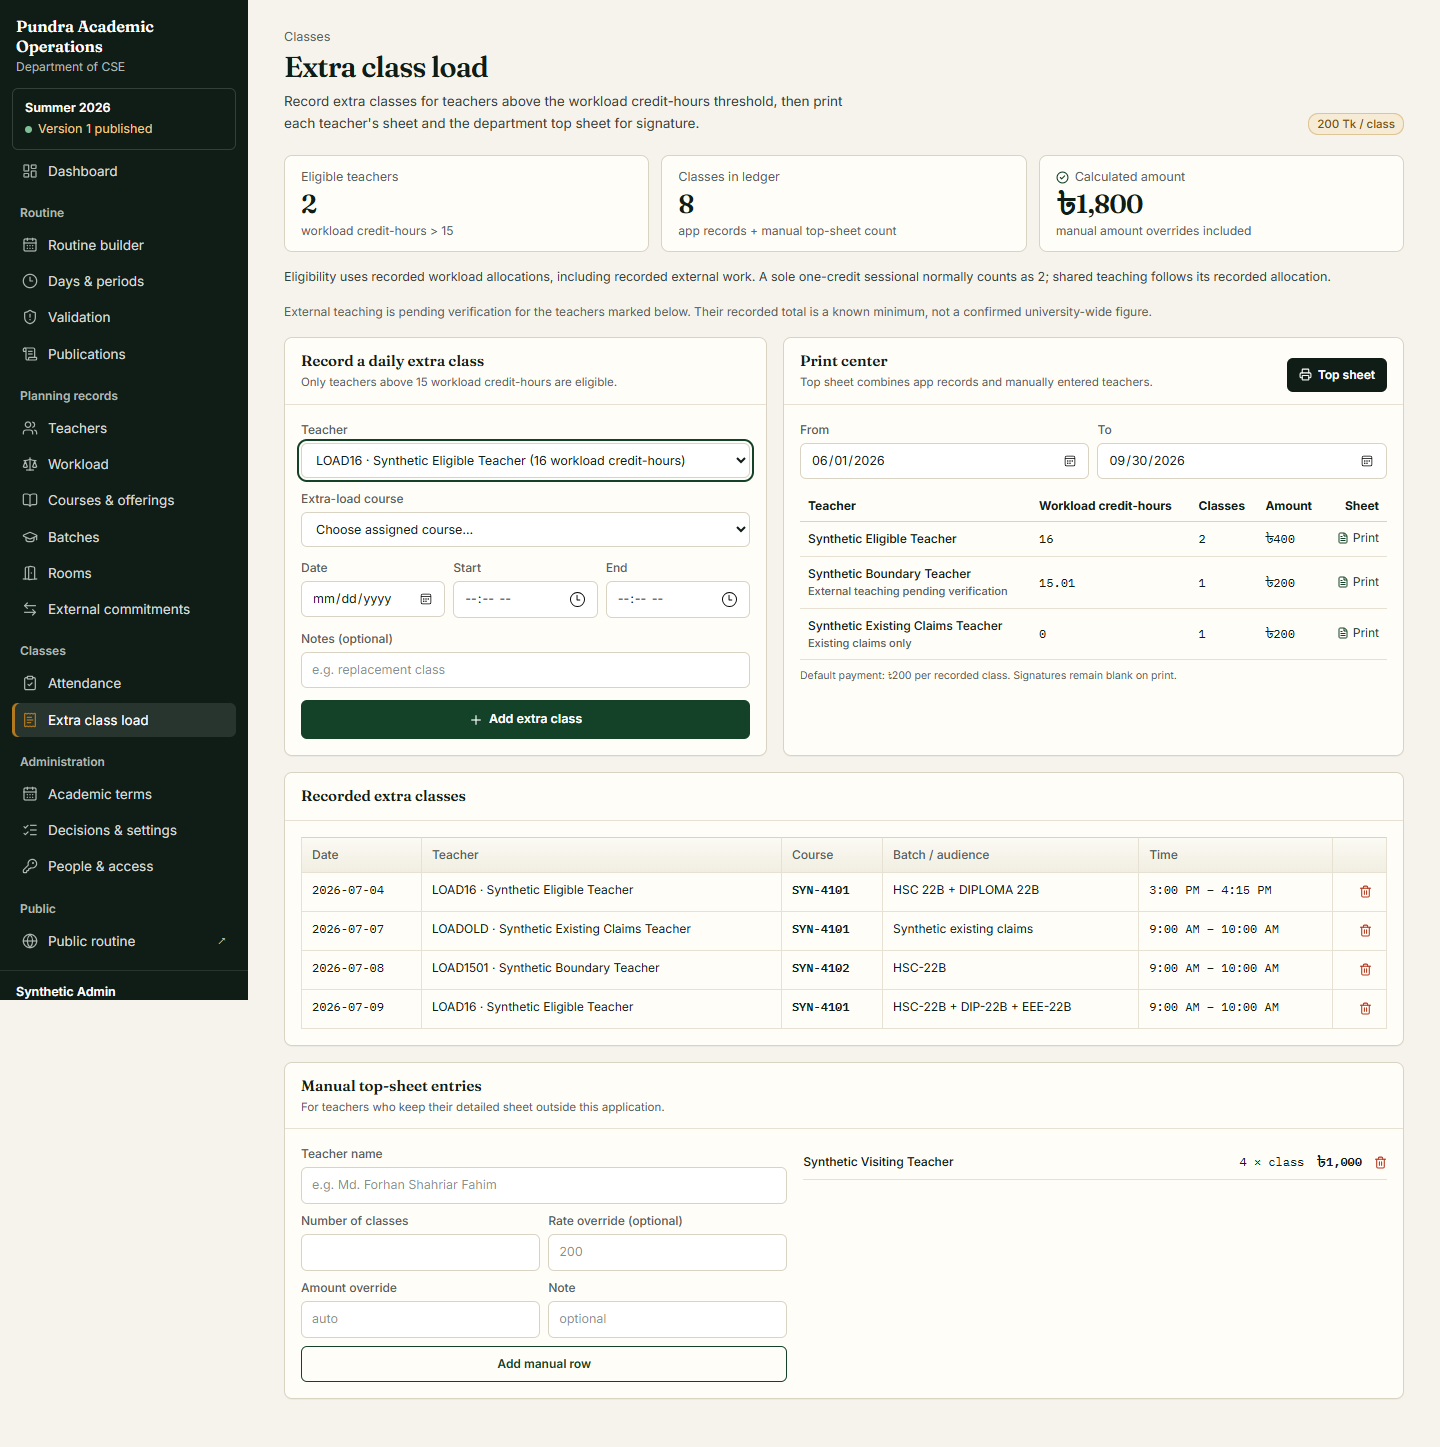 Pundra Academic
Operations
Department of CSE
Summer 2026
Version 1 published
Dashboard
Routine
Routine builder
Days & periods
Validation
Publications
Planning records
Teachers
Workload
Courses & offerings
Batches
Rooms
External commitments
Classes
Attendance
Extra class load
Administration
Academic terms
Decisions & settings
People & access
Public
Public routine ↗
Synthetic Admin
Classes
Extra class load
Record extra classes for teachers above the workload credit-hours threshold, then print
each teacher's sheet and the department top sheet for signature.
200 Tk / class
Eligible teachers
2
workload credit-hours > 15
Classes in ledger
8
app records + manual top-sheet count
Calculated amount
৳1,800
manual amount overrides included
Eligibility uses recorded workload allocations, including recorded external work. A sole one-credit sessional normally counts as 2; shared teaching follows its recorded allocation.
External teaching is pending verification for the teachers marked below. Their recorded total is a known minimum, not a confirmed university-wide figure.
Record a daily extra class
Only teachers above 15 workload credit-hours are eligible.
Teacher
LOAD16 · Synthetic Eligible Teacher (16 workload credit-hours)
Extra-load course
Choose assigned course...
Date Start End
mm/dd/yyyy --:-- -- --:-- --
Notes (optional)
e.g. replacement class
+ Add extra class
Print center
Top sheet combines app records and manually entered teachers.
Top sheet
From To
06/01/2026 09/30/2026
Teacher Workload credit-hours Classes Amount Sheet
Synthetic Eligible Teacher 16 2 ৳400 Print
Synthetic Boundary Teacher 15.01 1 ৳200 Print
External teaching pending verification
Synthetic Existing Claims Teacher 0 1 ৳200 Print
Existing claims only
Default payment: ৳200 per recorded class. Signatures remain blank on print.
Recorded extra classes
Date Teacher Course Batch / audience Time
2026-07-04 LOAD16 · Synthetic Eligible Teacher SYN-4101 HSC 22B + DIPLOMA 22B 3:00 PM – 4:15 PM
2026-07-07 LOADOLD · Synthetic Existing Claims Teacher SYN-4101 Synthetic existing claims 9:00 AM – 10:00 AM
2026-07-08 LOAD1501 · Synthetic Boundary Teacher SYN-4102 HSC-22B 9:00 AM – 10:00 AM
2026-07-09 LOAD16 · Synthetic Eligible Teacher SYN-4101 HSC-22B + DIP-22B + EEE-22B 9:00 AM – 10:00 AM
Manual top-sheet entries
For teachers who keep their detailed sheet outside this application.
Teacher name
e.g. Md. Forhan Shahriar Fahim
Number of classes Rate override (optional)
200
Amount override Note
auto optional
Add manual row
Synthetic Visiting Teacher 4 × class ৳1,000